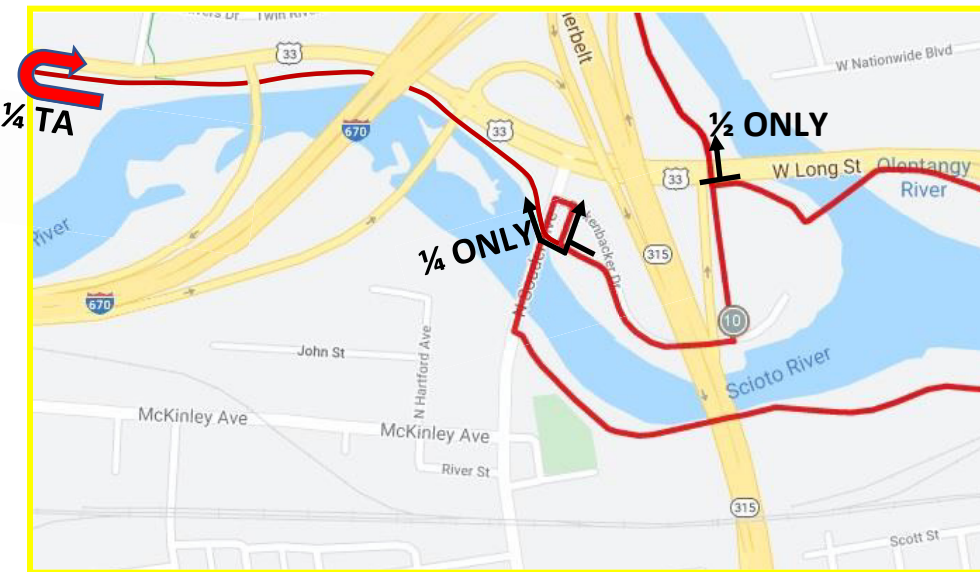 Twin River
33
W Nationwide Blvd
¼ TA
670
33
½ ONLY
W Long St
Olentangy
River
33
River
¼ ONLY
315
670
10
John St
N Hartford Ave
Scioto River
McKinley Ave
McKinley Ave
River St
315
Scott St